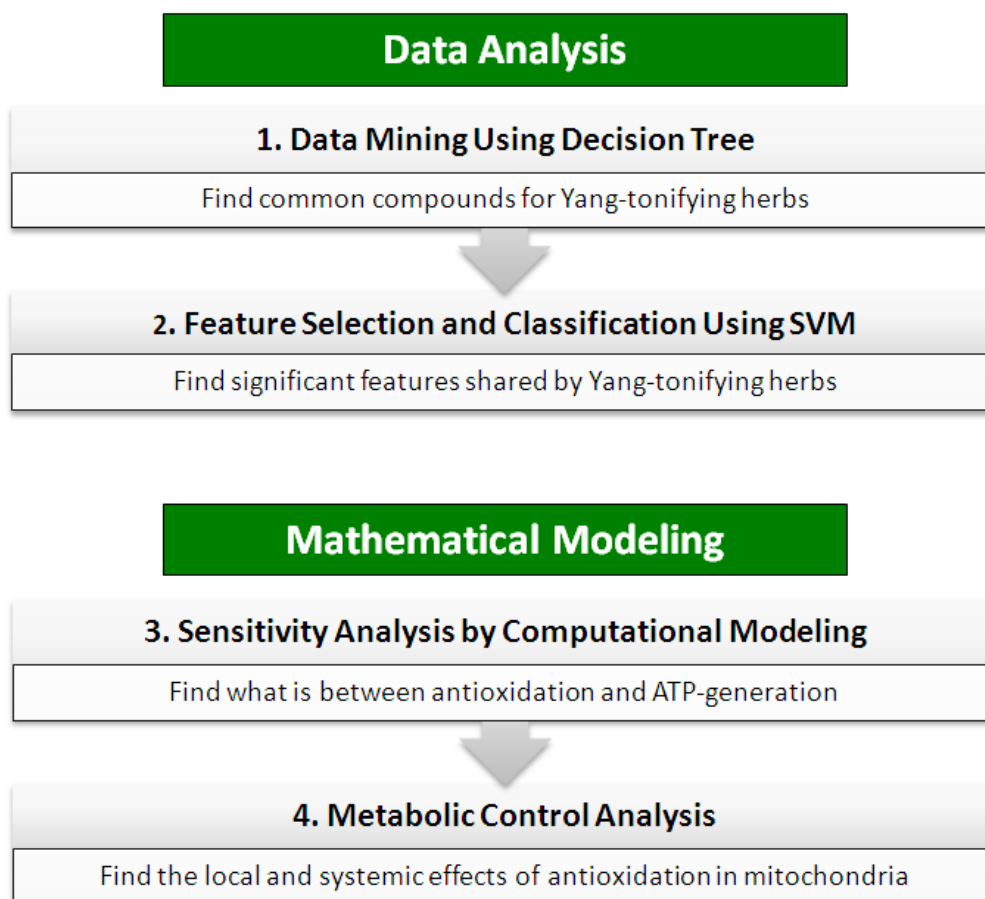 Data Analysis
1. Data Mining Using Decision Tree
Find common compounds for Yang-tonifying herbs
2. Feature Selection and Classification Using SVM
Find significant features shared by Yang-tonifying herbs
Mathematical Modeling
3. Sensitivity Analysis by Computational Modeling
Find what is between antioxidation and ATP-generation
4. Metabolic Control Analysis
Find the local and systemic effects of antioxidation in mitochondria